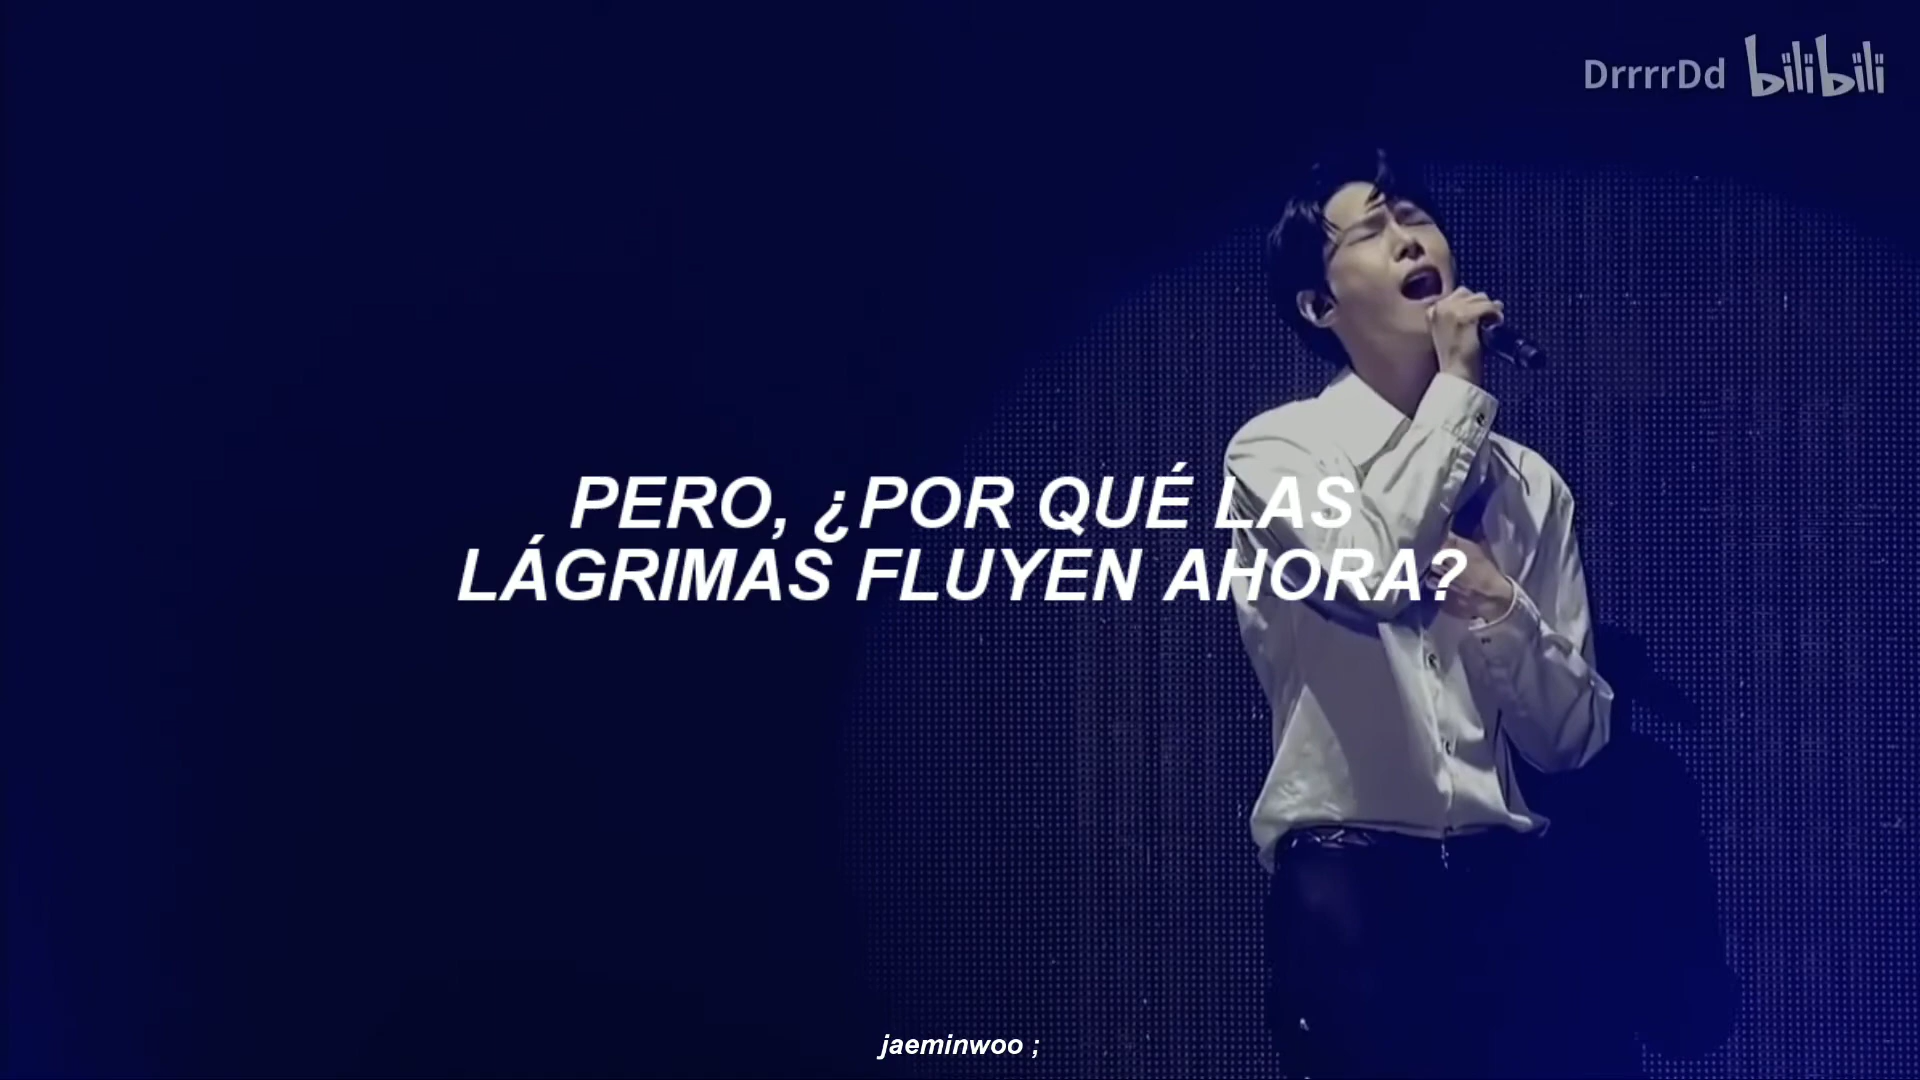 DrrrrDd bilibili
PERO, ¿POR QUÉ LAS
LÁGRIMAS FLUYEN AHORA?
jaeminwoo ;